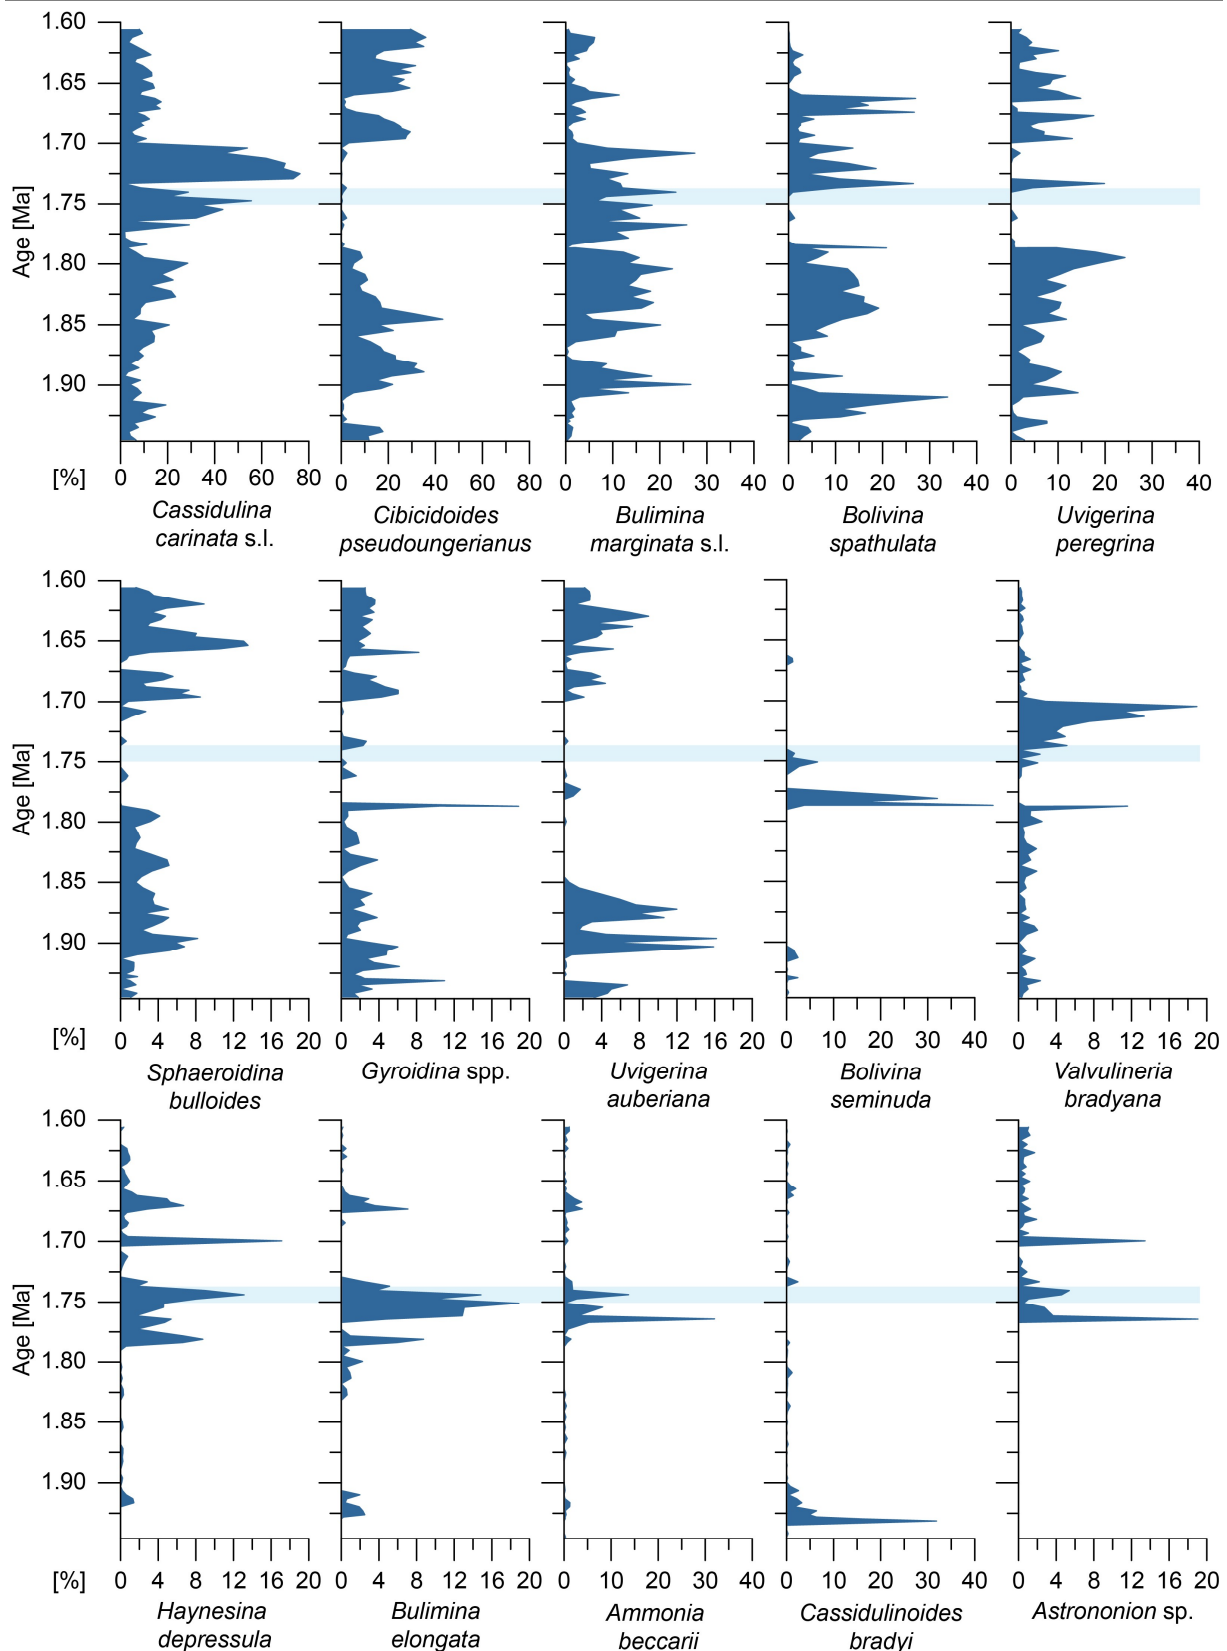 1.60
1.65
1.70
1.75
1.80
1.85
1.90
Age [Ma]
[%] 0 20 40 60 80 0 20 40 60 80 0 10 20 30 40 0 10 20 30 40 0 10 20 30 40
Cassidulina Cibicidoides Bulimina Bolivina Uvigerina
carinata s.l. pseudoungerianus marginata s.l. spathulata peregrina
1.60
1.65
1.70
1.75
1.80
1.85
1.90
Age [Ma]
[%] 0 4 8 12 16 20 0 4 8 12 16 20 0 4 8 12 16 20 0 10 20 30 40 0 4 8 12 16 20
Sphaeroidina Gyroidina spp. Uvigerina Bolivina Valvulineria
bulloides auberiana seminuda bradyana
1.60
1.65
1.70
1.75
1.80
1.85
1.90
Age [Ma]
[%] 0 4 8 12 16 20 0 4 8 12 16 20 0 10 20 30 40 0 10 20 30 40 0 4 8 12 16 20
Haynesina Bulimina Ammonia Cassidulinoides Astrononion sp.
depressula elongata beccarii bradyi